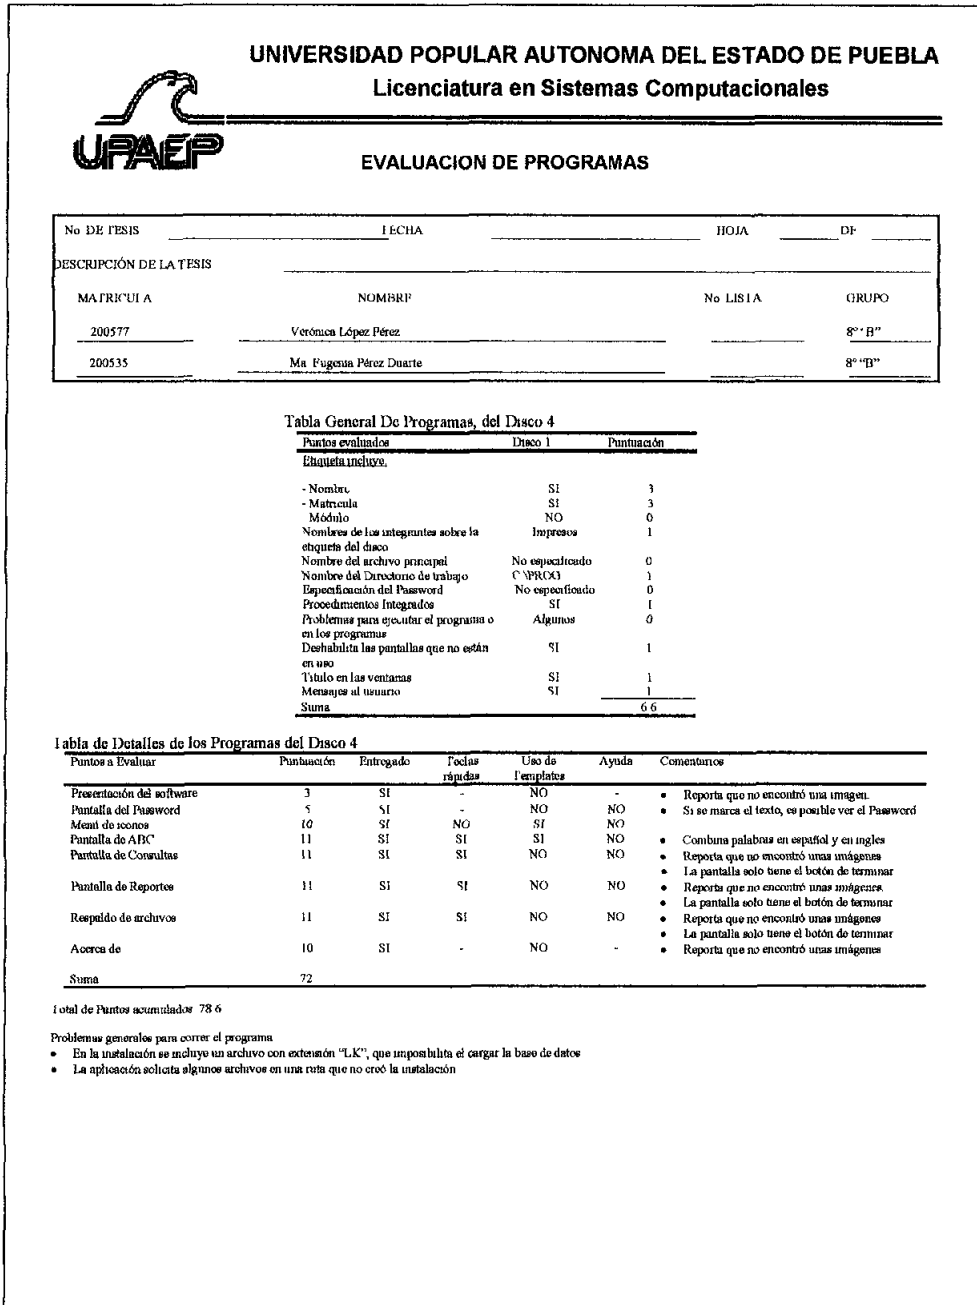 UNIVERSIDAD POPULAR AUTONOMA DEL ESTADO DE PUEBLA
Licenciatura en Sistemas Computacionales
UPAEP
EVALUACION DE PROGRAMAS
No DE TESIS FECHA HOJA DE
DESCRIPCIÓN DE LA TESIS
MATRICULA NOMBRE No LISTA GRUPO
200577 Verónica López Pérez 8° "B"
200535 Ma Eugenia Pérez Duarte 8° "B"
Tabla General De Programas, del Disco 4
Puntos evaluados Disco 1 Puntuación
Etiqueta incluye.
- Nombre SI 3
- Matricula SI 3
Módulo NO 0
Nombres de los integrantes sobre la Impresos 1
etiqueta del disco
Nombre del archivo principal No especificado 0
Nombre del Directorio de trabajo C:\PROG 1
Especificación del Password No especificado 0
Procedimientos Integrados SI 1
Problemas para ejecutar el programa o Algunos 0
en los programas
Deshabilita las pantallas que no están SI 1
en uso
Titulo en las ventanas SI 1
Mensajes al usuario SI 1
Suma 6 6
Tabla de Detalles de los Programas del Disco 4
Puntos a Evaluar Puntuación Entregado Teclas Uso de Ayuda Comentarios
rápidas Templates
Presentación del software 3 SI - NO - • Reporta que no encontró una imagen.
Pantalla del Password 5 SI - NO NO • Si se marca el texto, es posible ver el Password
Menú de iconos 10 SI NO SI NO
Pantalla de ABC 11 SI SI SI NO • Combina palabras en español y en ingles
Pantalla de Consultas 11 SI SI NO NO • Reporta que no encontró unas imágenes
• La pantalla solo tiene el botón de terminar
Pantalla de Reportes 11 SI SI NO NO • Reporta que no encontró unas imágenes.
• La pantalla solo tiene el botón de terminar
Respaldo de archivos 11 SI SI NO NO • Reporta que no encontró unas imágenes
• La pantalla solo tiene el botón de terminar
Acerca de 10 SI - NO - • Reporta que no encontró unas imágenes
Suma 72
Total de Puntos acumulados 78 6
Problemas generales para correr el programa
• En la instalación se incluye un archivo con extensión "LK", que imposibilita el cargar la base de datos
• La aplicación solicita algunos archivos en una ruta que no creó la instalación